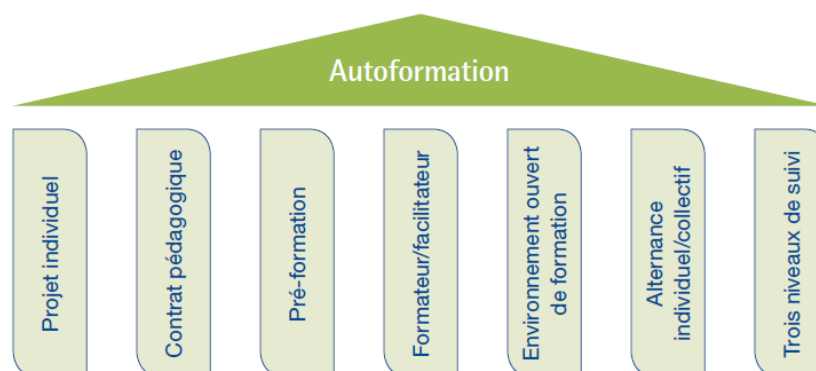 Autoformation
Projet individuel
Contrat pédagogique
Pré-formation
Formateur/facilitateur
Environnement ouvert
de formation
Alternance
individuel/collectif
Trois niveaux de suivi